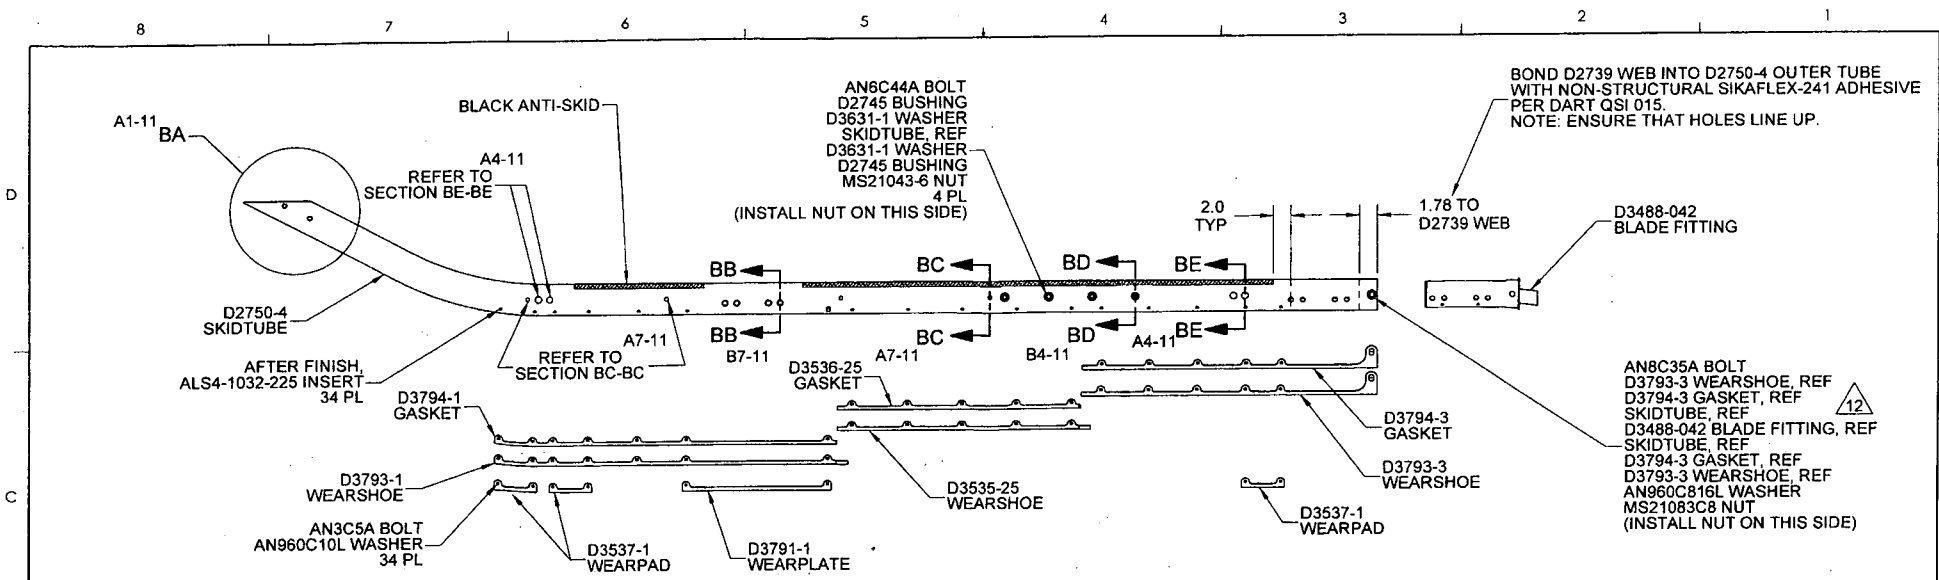 8 7 6 5 4 3 2 1
D
C
A1-11
BA
BLACK ANTI-SKID
A4-11
REFER TO
SECTION BE-BE
AN6C44A BOLT
D2745 BUSHING
D3631-1 WASHER
SKIDTUBE, REF
D3631-1 WASHER
D2745 BUSHING
MS21043-6 NUT
4 PL
(INSTALL NUT ON THIS SIDE)
BOND D2739 WEB INTO D2750-4 OUTER TUBE
WITH NON-STRUCTURAL SIKAFLEX-241 ADHESIVE
PER DART QSI 015.
NOTE: ENSURE THAT HOLES LINE UP.
2.0
TYP
1.78 TO
D2739 WEB
D3488-042
BLADE FITTING
BB
BC
BD
BE
D2750-4
SKIDTUBE
BB
BC
BD
BE
A7-11
B7-11
A7-11
B4-11
A4-11
AFTER FINISH,
ALS4-1032-225 INSERT
34 PL
REFER TO
SECTION BC-BC
D3536-25
GASKET
D3794-1
GASKET
D3794-3
GASKET
D3793-1
WEARSHOE
D3535-25
WEARSHOE
D3793-3
WEARSHOE
AN3C5A BOLT
AN960C10L WASHER
34 PL
D3537-1
WEARPAD
D3791-1
WEARPLATE
D3537-1
WEARPAD
AN8C35A BOLT
D3793-3 WEARSHOE, REF
D3794-3 GASKET, REF
SKIDTUBE, REF
D3488-042 BLADE FITTING, REF
SKIDTUBE, REF
D3794-3 GASKET, REF
D3793-3 WEARSHOE, REF
AN960C816L WASHER
MS21083C8 NUT
(INSTALL NUT ON THIS SIDE)
12